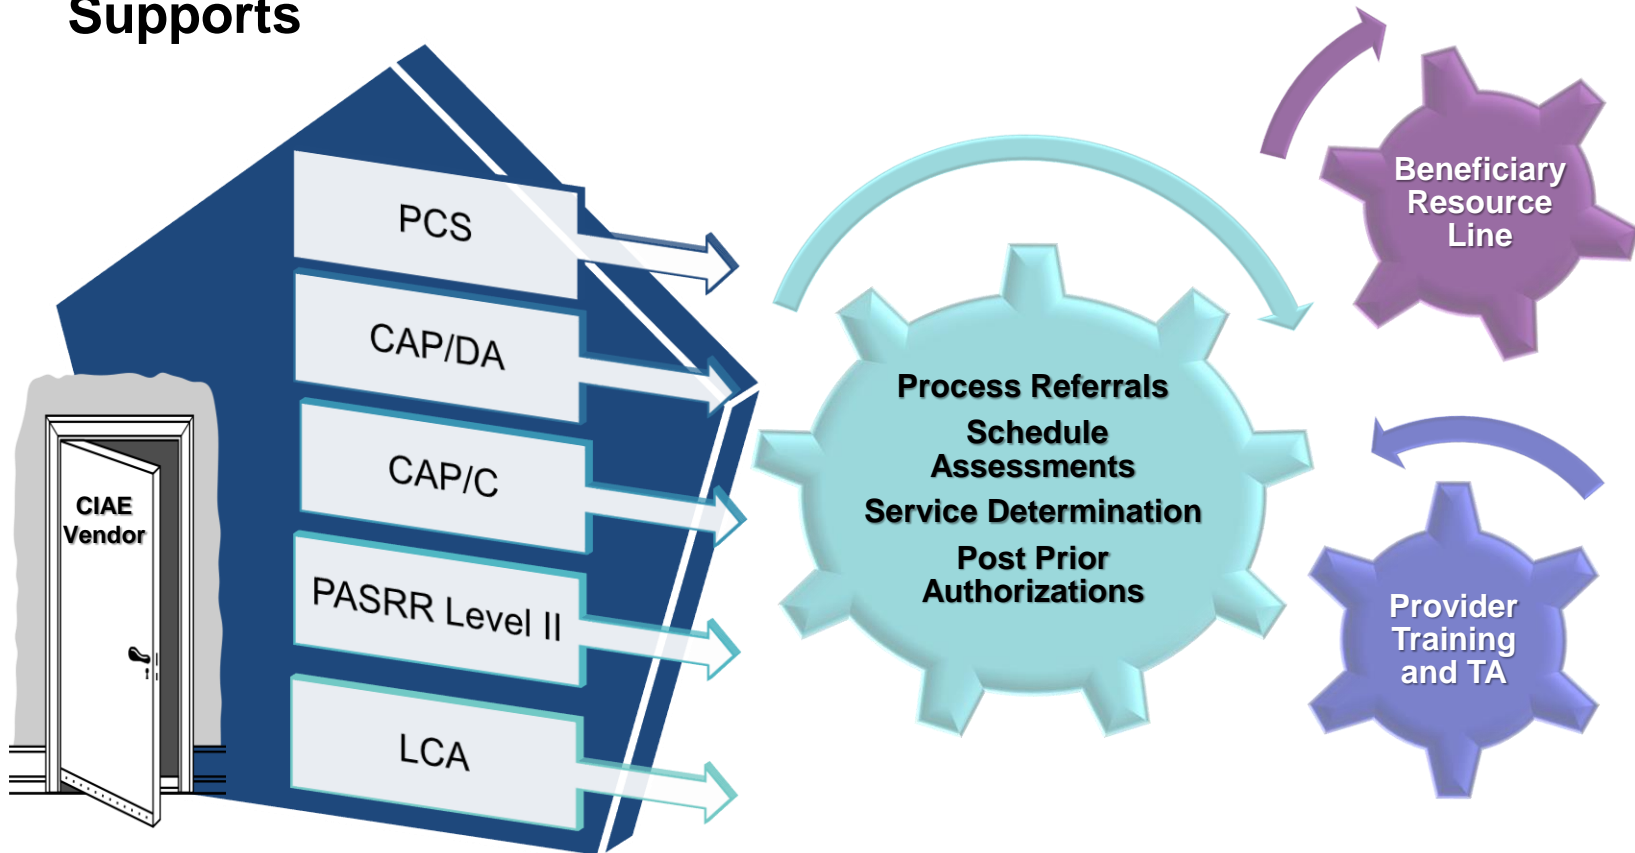 Supports
PCS
CAP/DA
CAP/C
PASRR Level II
LCA
CIAE
Vendor
Process Referrals
Schedule
Assessments
Service Determination
Post Prior
Authorizations
Beneficiary
Resource
Line
Provider
Training
and TA